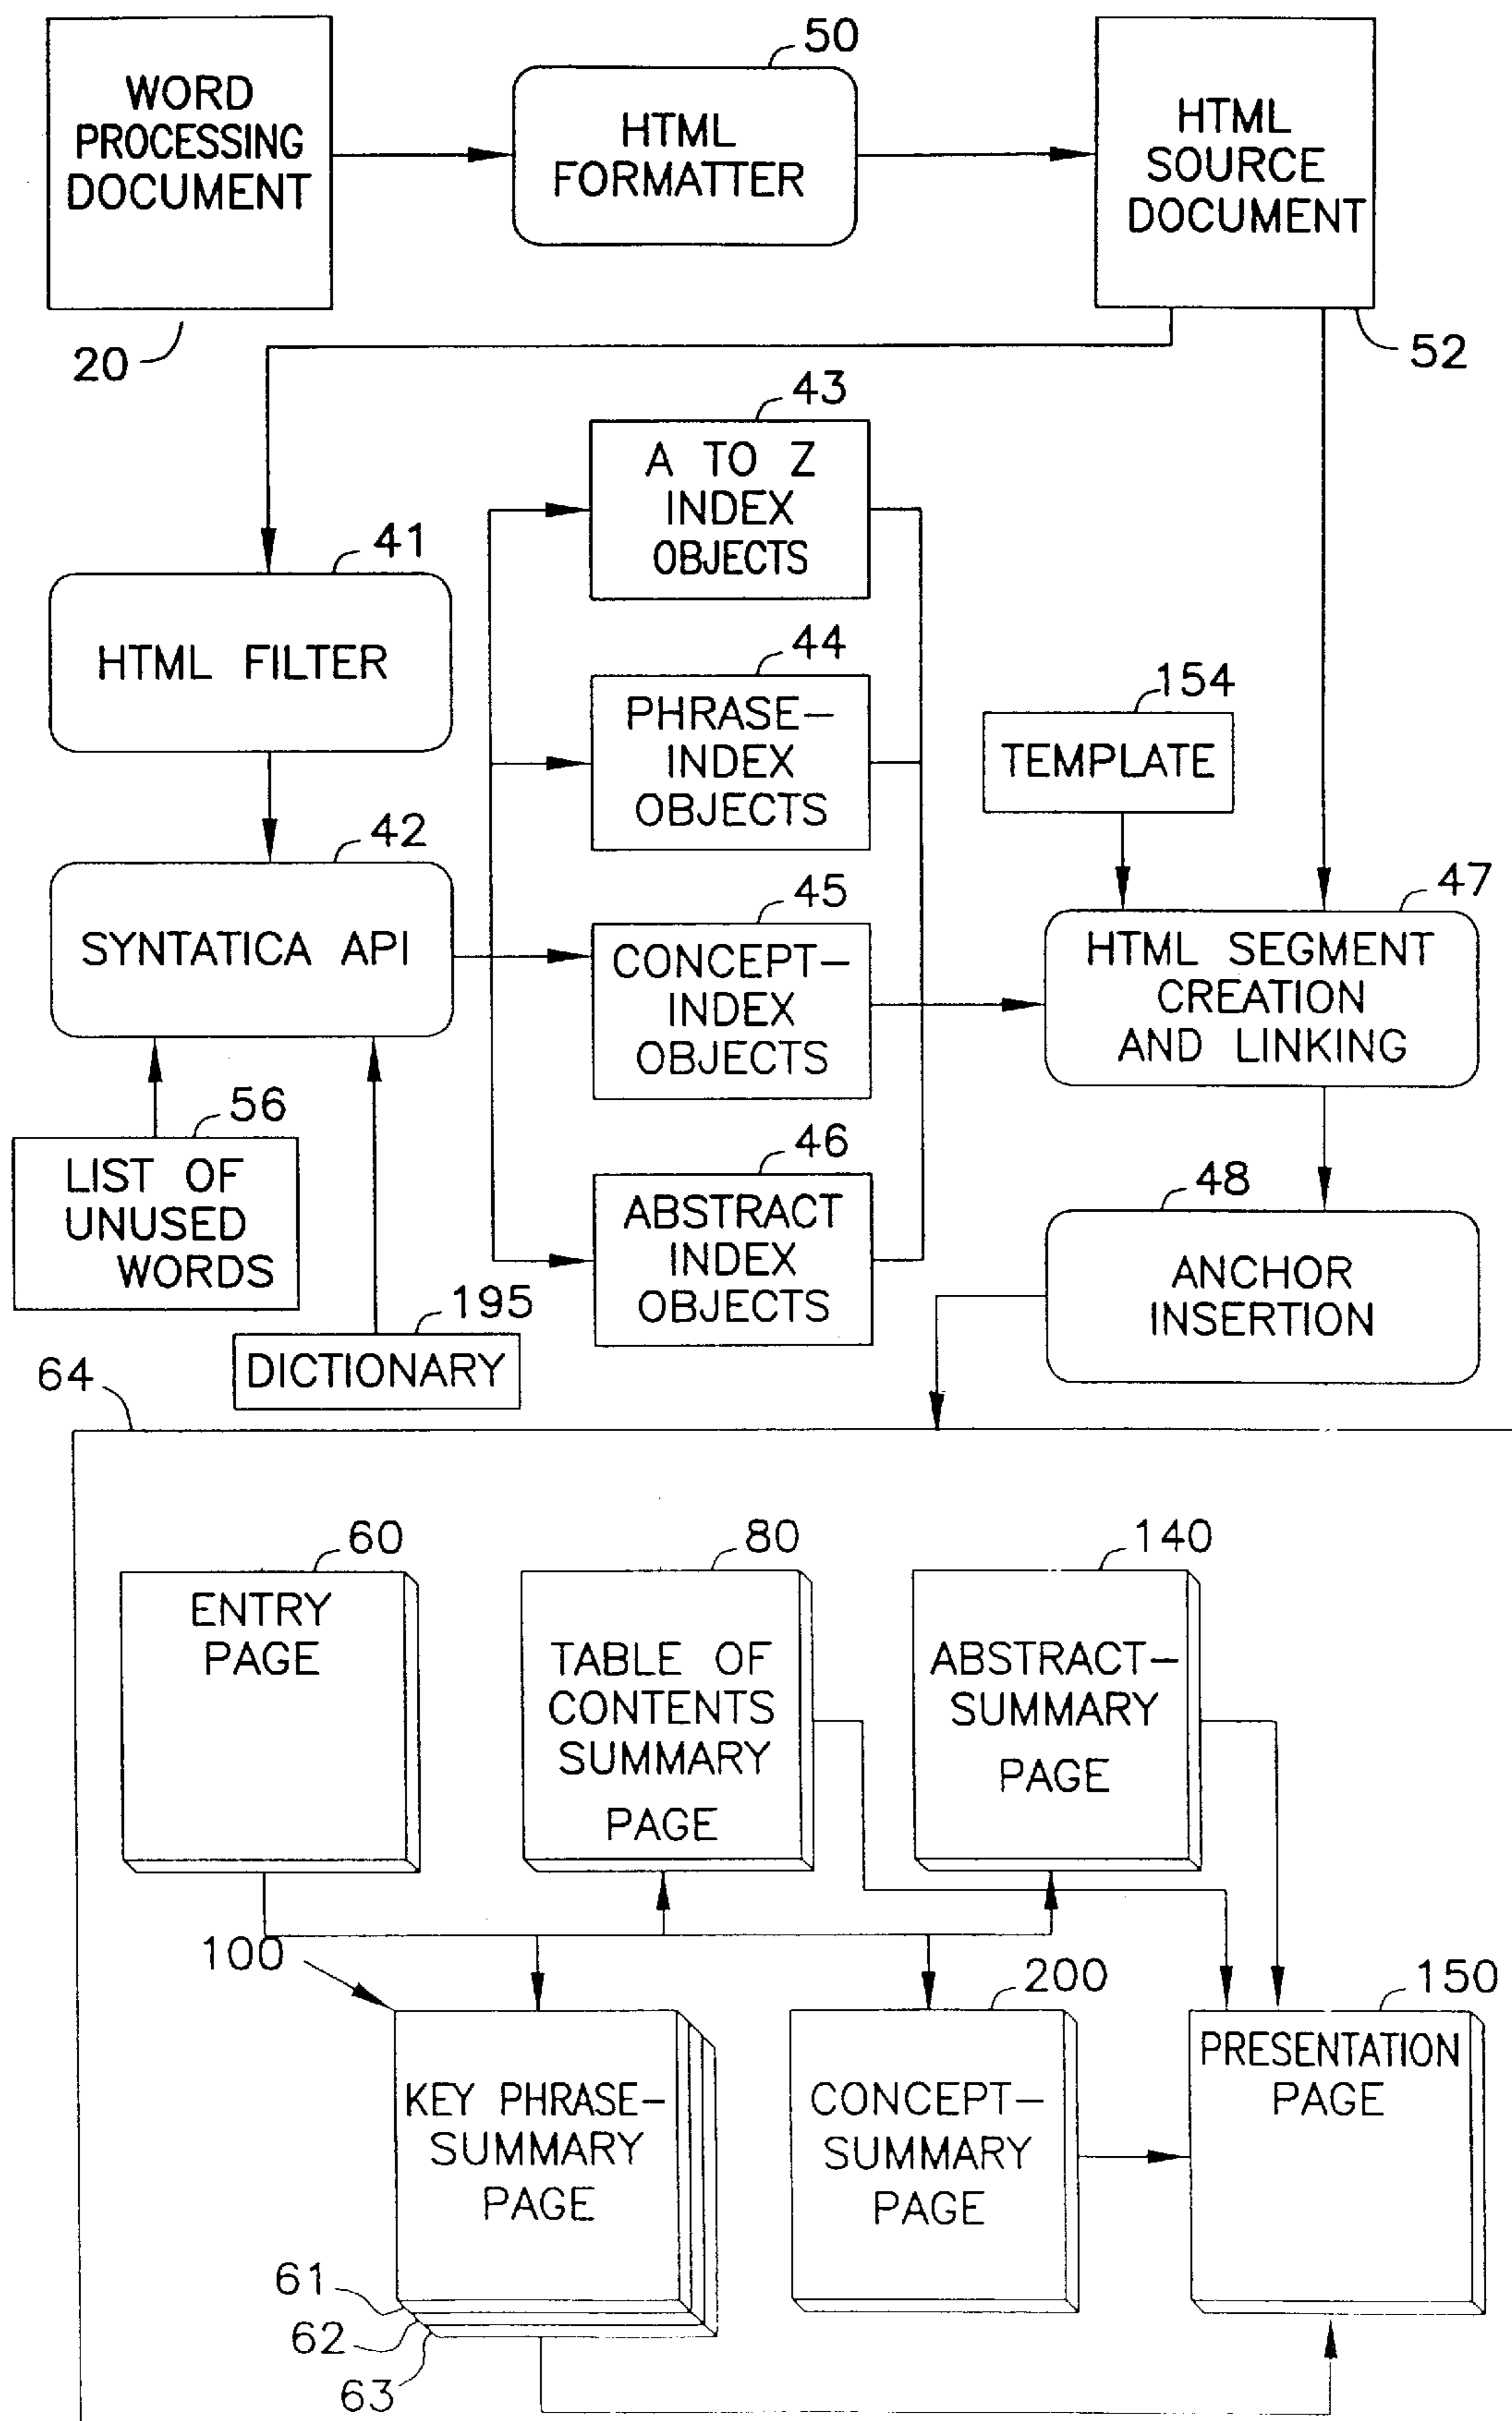 50
WORD
PROCESSING
DOCUMENT
HTML
FORMATTER
HTML
SOURCE
DOCUMENT
20
52
43
A TO Z
INDEX
OBJECTS
41
HTML FILTER
44
PHRASE–
INDEX
OBJECTS
154
TEMPLATE
42
SYNTATICA API
45
CONCEPT–
INDEX
OBJECTS
47
HTML SEGMENT
CREATION
AND LINKING
56
LIST OF
UNUSED
WORDS
46
ABSTRACT
INDEX
OBJECTS
48
ANCHOR
INSERTION
195
DICTIONARY
64
60
ENTRY
PAGE
80
TABLE OF
CONTENTS
SUMMARY
PAGE
140
ABSTRACT–
SUMMARY
PAGE
100
KEY PHRASE–
SUMMARY
PAGE
200
CONCEPT–
SUMMARY
PAGE
150
PRESENTATION
PAGE
61
62
63